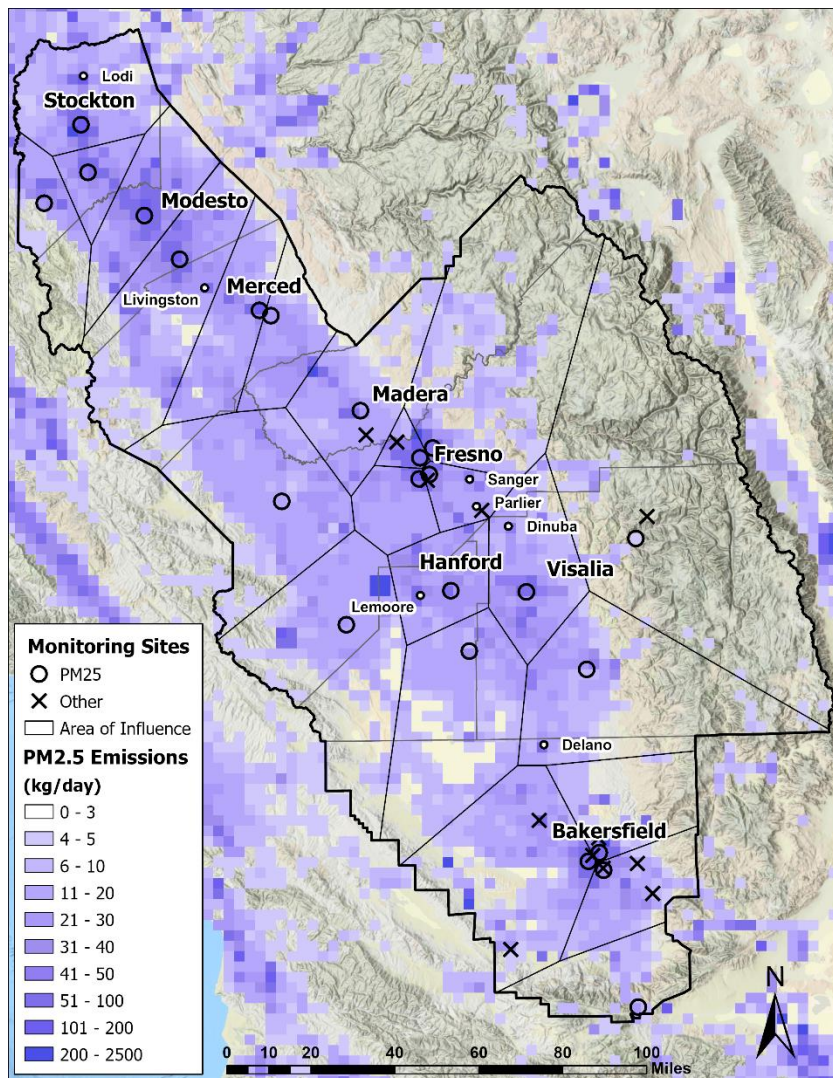 Lodi
Stockton
Modesto
Livingston
Merced
Madera
Fresno
Sanger
Parlier
Dinuba
Hanford
Visalia
Lemoore
Delano
Bakersfield
Monitoring Sites
PM25
Other
Area of Influence
PM2.5 Emissions
(kg/day)
0 - 3
4 - 5
6 - 10
11 - 20
21 - 30
31 - 40
41 - 50
51 - 100
101 - 200
200 - 2500
N
0 10 20 40 60 80 100
Miles